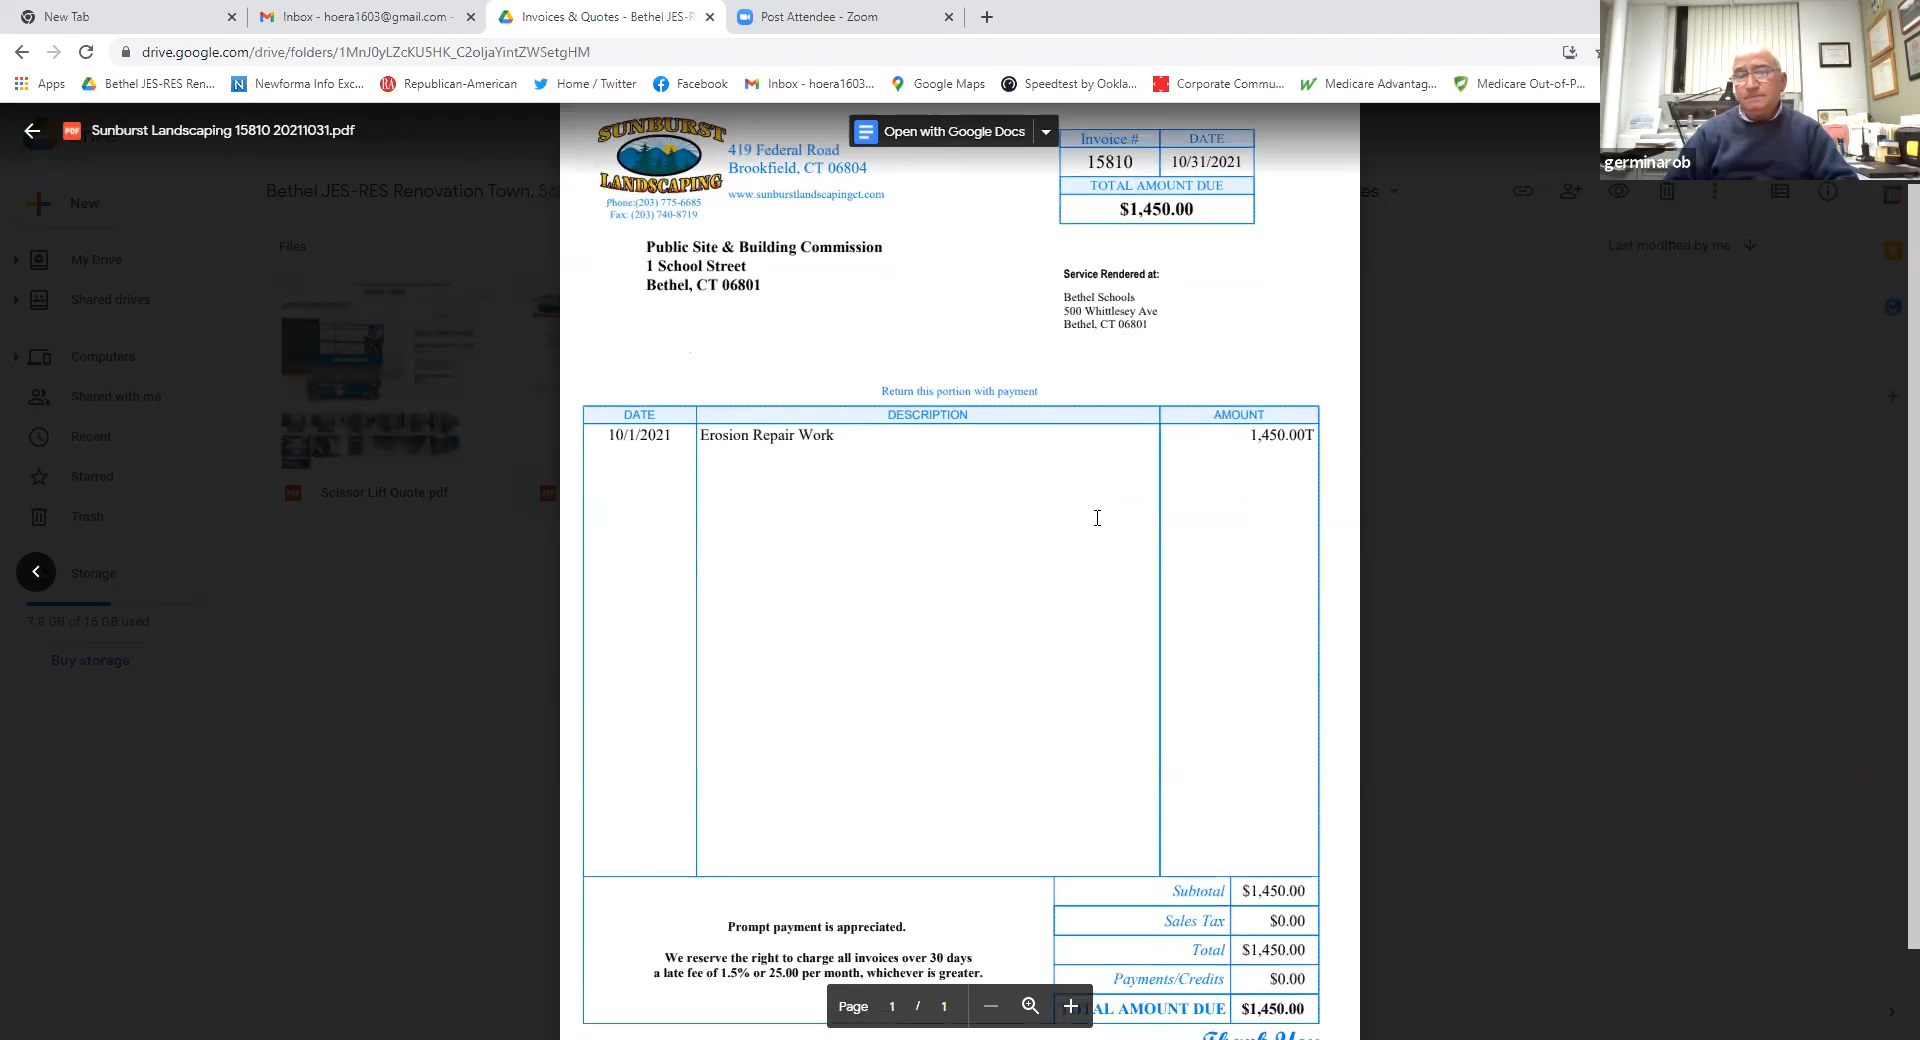 New Tab
Inbox - hoera1603@gmail.com -
Invoices & Quotes - Bethel JES-R
Post Attendee - Zoom
drive.google.com/drive/folders/1MnJ0yLZcKU5HK_C2oIjaYintZWSetgHM
Apps
Bethel JES-RES Ren...
Newforma Info Exc...
Republican-American
Home / Twitter
Facebook
Inbox - hoera1603...
Google Maps
Speedtest by Ookla...
Corporate Commu...
Medicare Advantag...
Medicare Out-of-P...
PDF
Sunburst Landscaping 15810 20211031.pdf
Open with Google Docs
germinarob
New
Bethel JES-RES Renovation Town, Sc
Files
Last modified by me
My Drive
Shared drives
Computers
Shared with me
Recent
Starred
Trash
Storage
7.8 GB of 16 GB used
Buy storage
PDF
Scissor Lift Quote.pdf
PDF
SUNBURST
LANDSCAPING
419 Federal Road
Brookfield, CT 06804
www.sunburstlandscapingct.com
Phone:(203) 775-6685
Fax: (203) 740-8719
Invoice # DATE
15810 10/31/2021
TOTAL AMOUNT DUE
$1,450.00
Public Site & Building Commission
1 School Street
Bethel, CT 06801
Service Rendered at:
Bethel Schools
500 Whittlesey Ave
Bethel, CT 06801
Return this portion with payment
DATE DESCRIPTION AMOUNT
10/1/2021 Erosion Repair Work 1,450.00T
Subtotal $1,450.00
Sales Tax $0.00
Total $1,450.00
Payments/Credits $0.00
AL AMOUNT DUE $1,450.00
Prompt payment is appreciated.
We reserve the right to charge all invoices over 30 days
a late fee of 1.5% or 25.00 per month, whichever is greater.
Page 1 / 1
Thank You